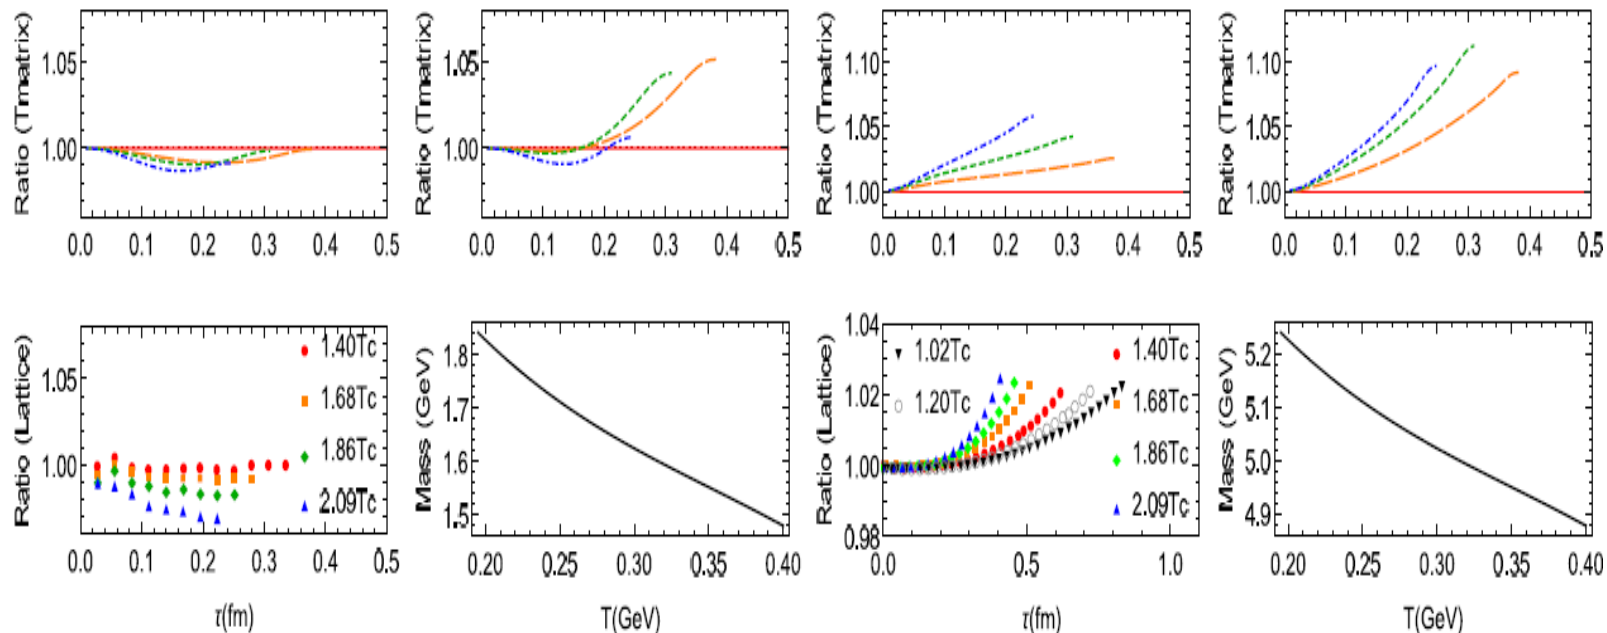 Ratio (Tmatrix)
1.05
1.00
0.0 0.1 0.2 0.3 0.4 0.5
Ratio (Tmatrix)
1.05
1.00
0.0 0.1 0.2 0.3 0.4 0.5
Ratio (Tmatrix)
1.10
1.05
1.00
0.0 0.1 0.2 0.3 0.4 0.5
Ratio (Tmatrix)
1.10
1.05
1.00
0.0 0.1 0.2 0.3 0.4 0.5
Ratio (Lattice)
1.05
1.00
1.40Tc
1.68Tc
1.86Tc
2.09Tc
0.0 0.1 0.2 0.3 0.4 0.5
τ(fm)
Mass (GeV)
1.8
1.7
1.6
1.5
0.20 0.25 0.30 0.35 0.40
T(GeV)
Ratio (Lattice)
1.04
1.02
1.00
0.98
1.02Tc
1.20Tc
1.40Tc
1.68Tc
1.86Tc
2.09Tc
0.0 0.5 1.0
τ(fm)
Mass (GeV)
5.2
5.1
5.0
4.9
0.20 0.25 0.30 0.35 0.40
T(GeV)